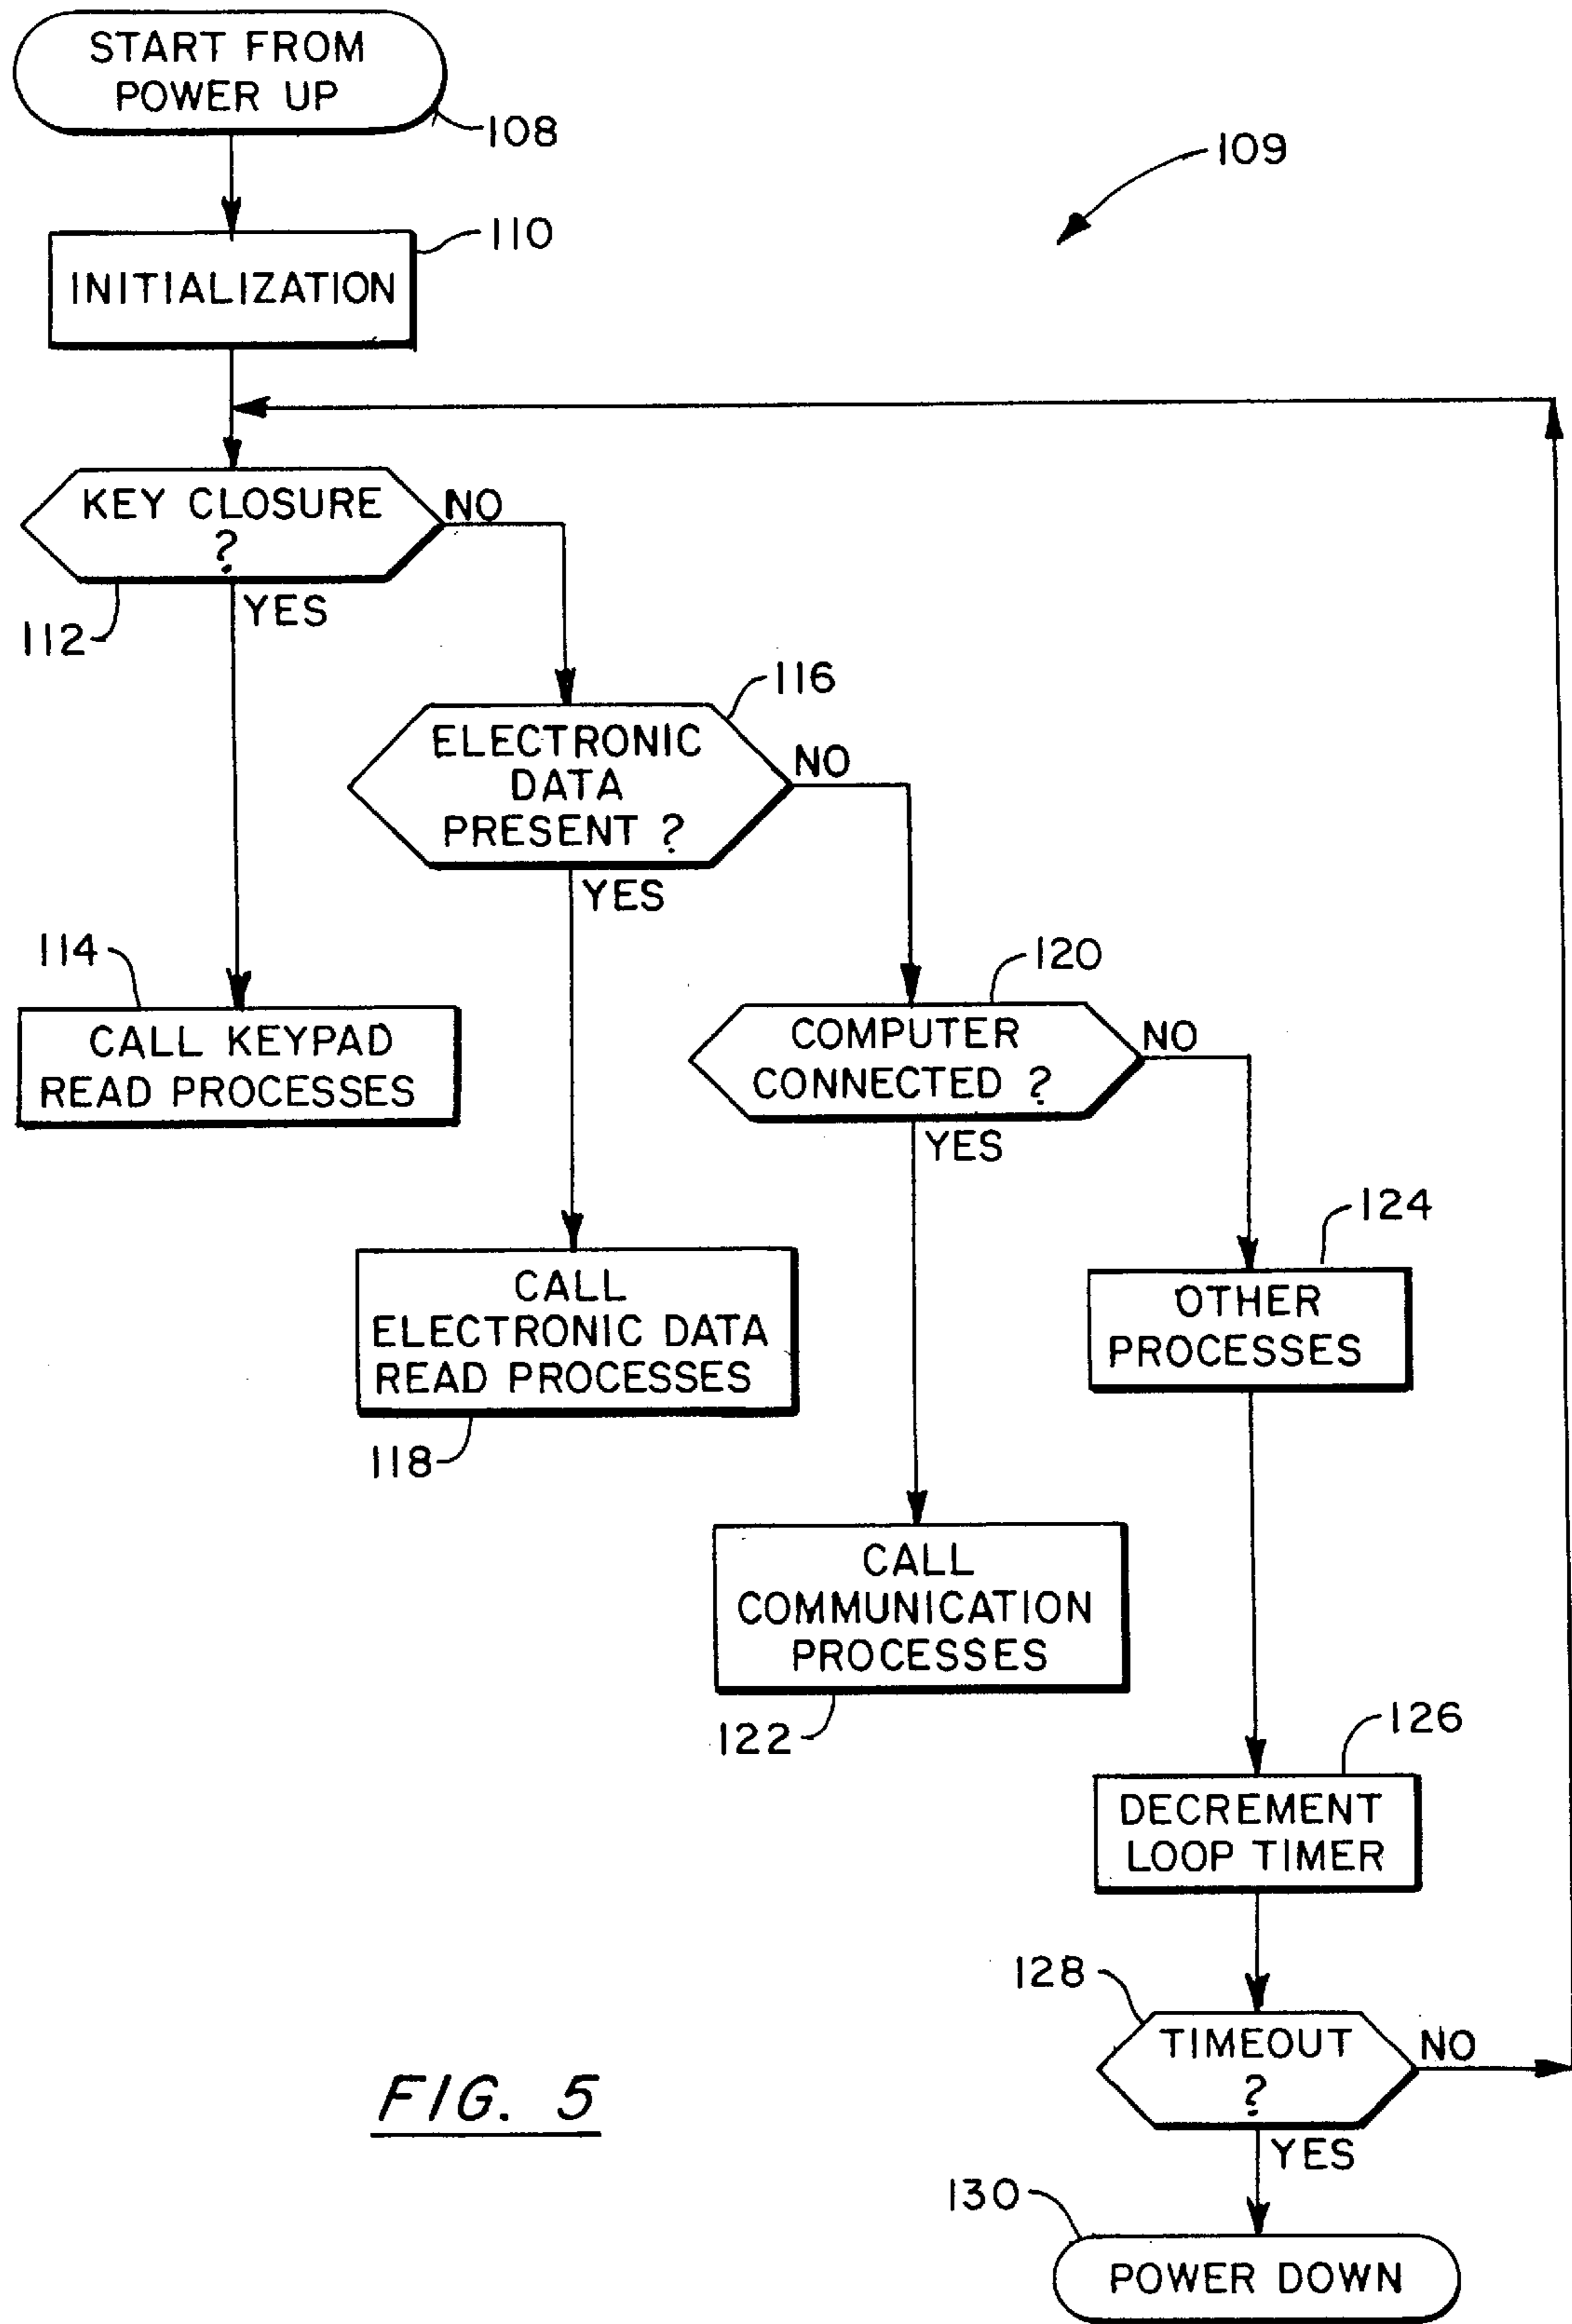 START FROM
POWER UP
108
109
110
INITIALIZATION
KEY CLOSURE
?
NO
YES
112
116
ELECTRONIC
DATA
PRESENT ?
NO
YES
114
CALL KEYPAD
READ PROCESSES
120
COMPUTER
CONNECTED ?
NO
YES
124
OTHER
PROCESSES
CALL
ELECTRONIC DATA
READ PROCESSES
118
CALL
COMMUNICATION
PROCESSES
122
126
DECREMENT
LOOP TIMER
128
TIMEOUT
?
NO
YES
FIG. 5
130
POWER DOWN